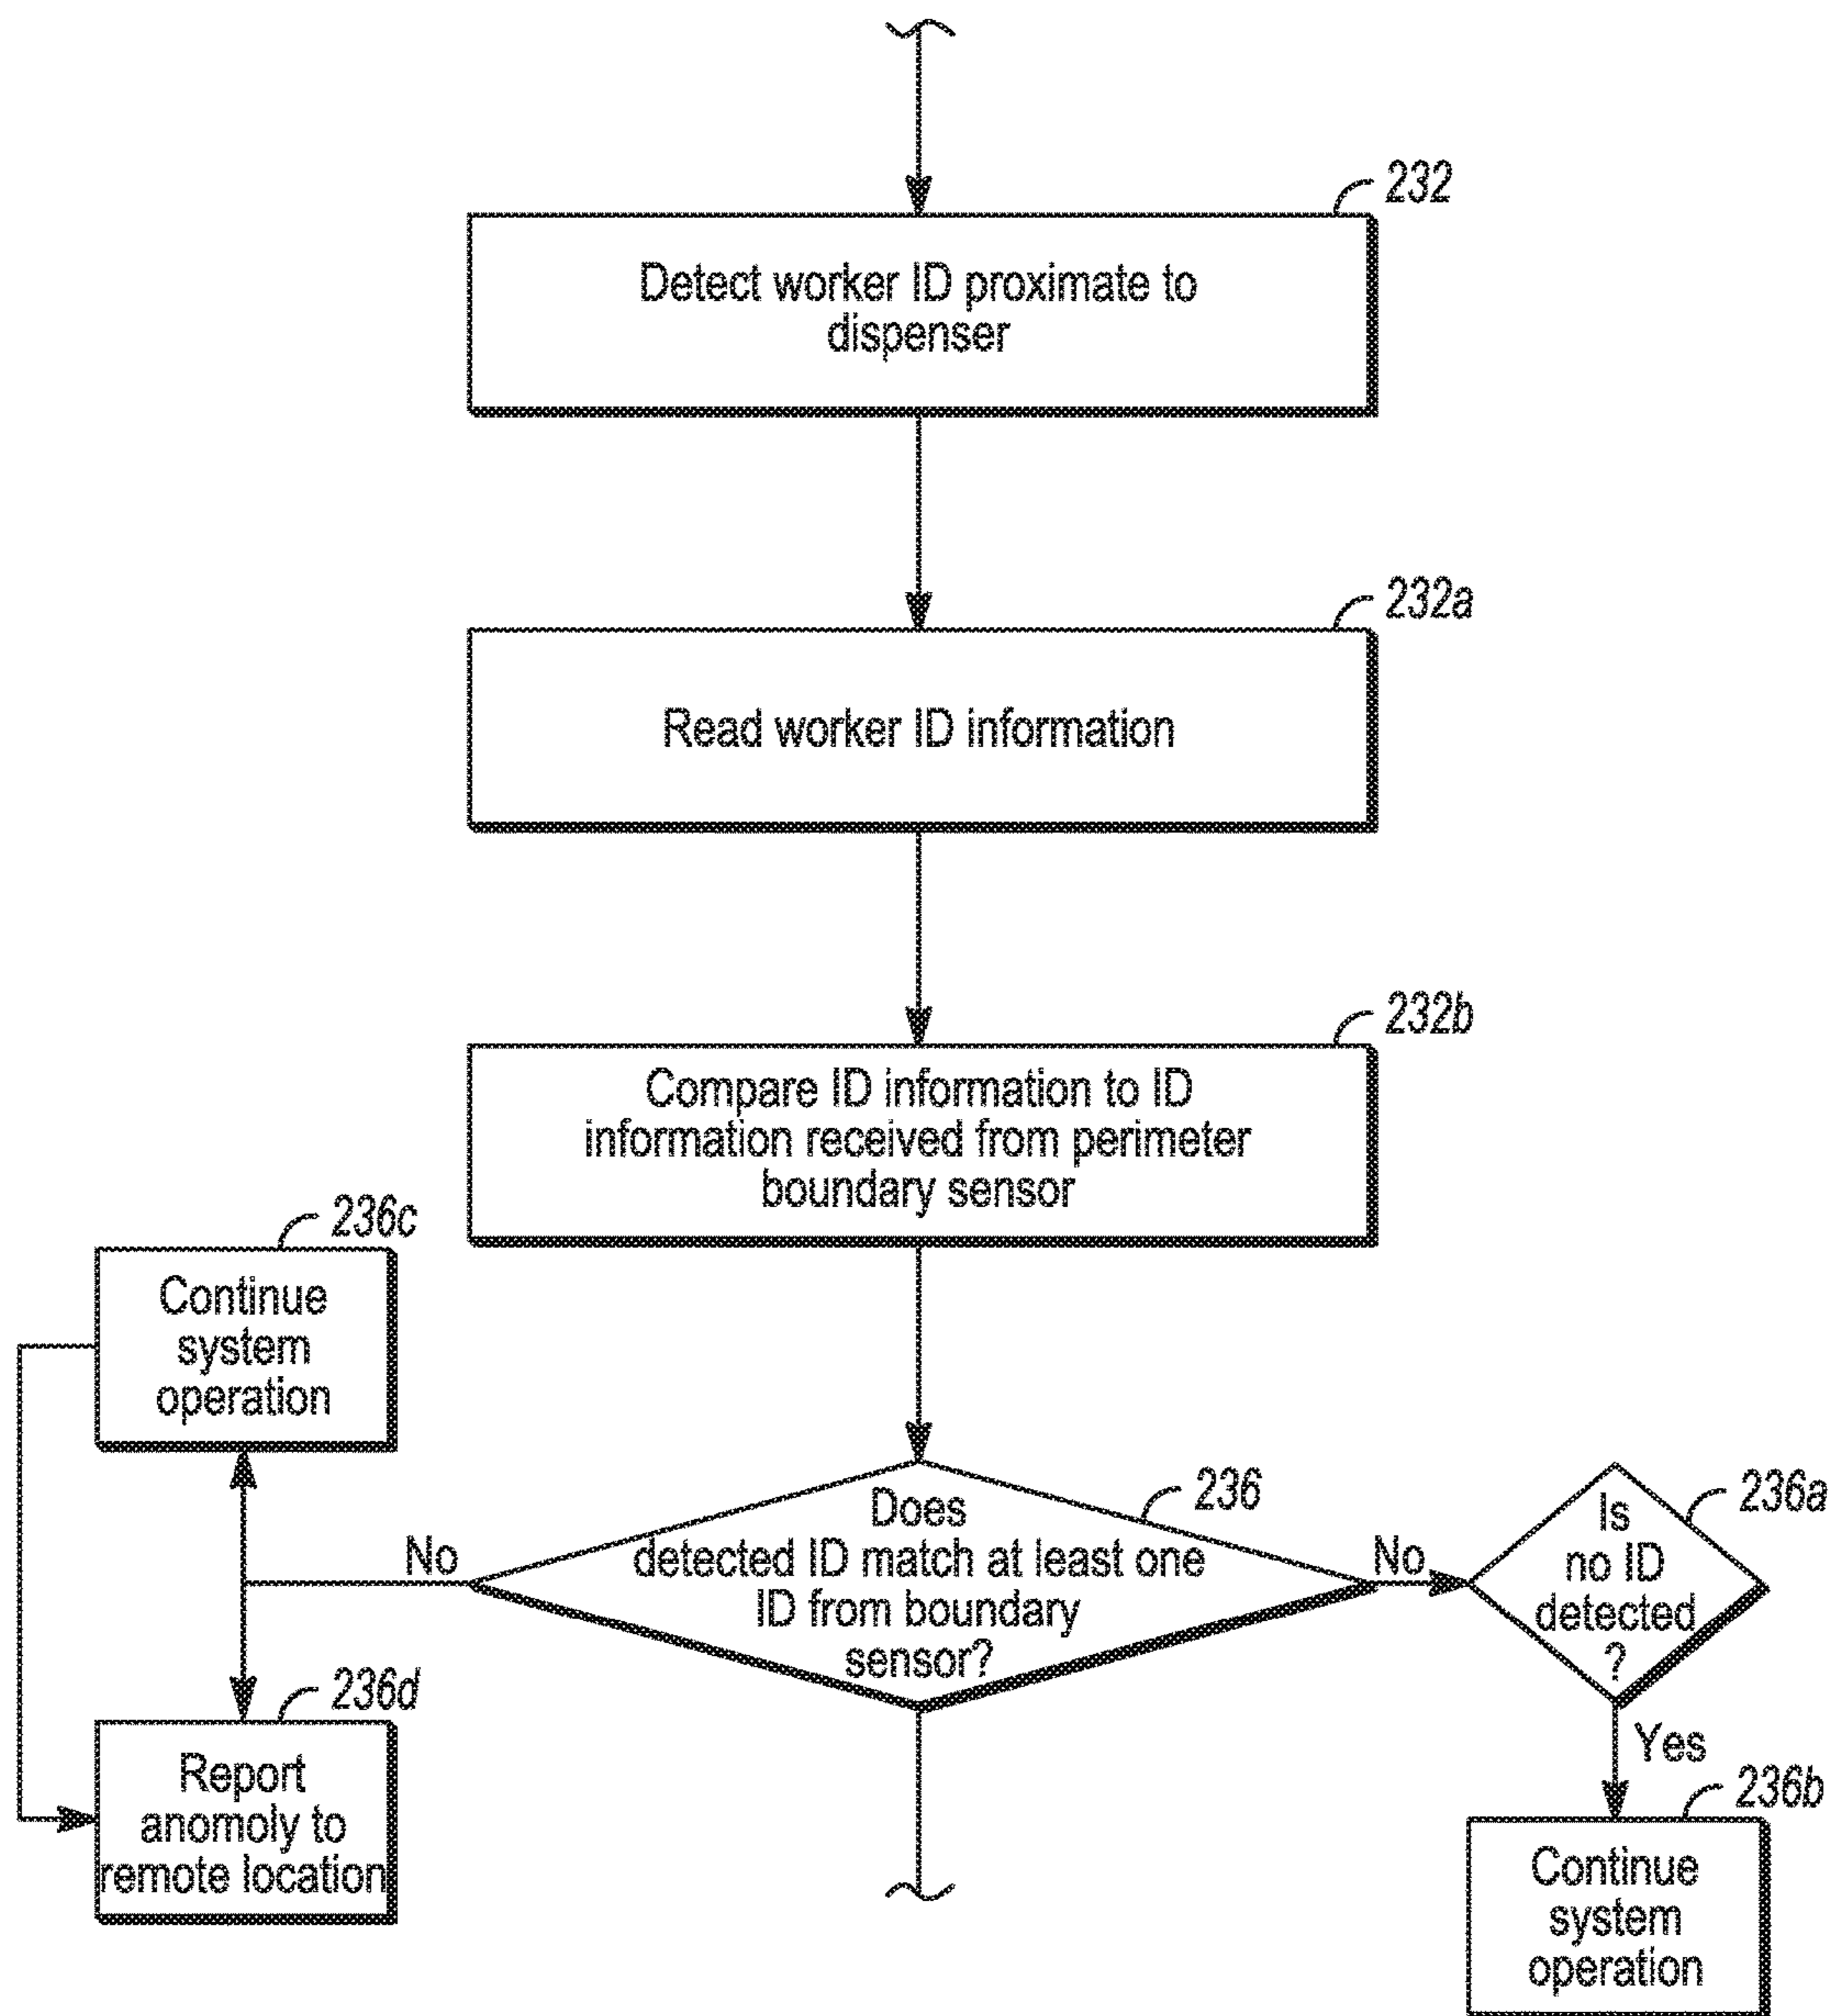 232
Detect worker ID proximate to
dispenser
232a
Read worker ID information
232b
Compare ID information to ID
information received from perimeter
boundary sensor
236c
Continue
system
operation
236
Does
detected ID match at least one
ID from boundary
sensor?
No
No
236a
Is
no ID
detected
?
Yes
236d
Report
anomoly to
remote location
236b
Continue
system
operation